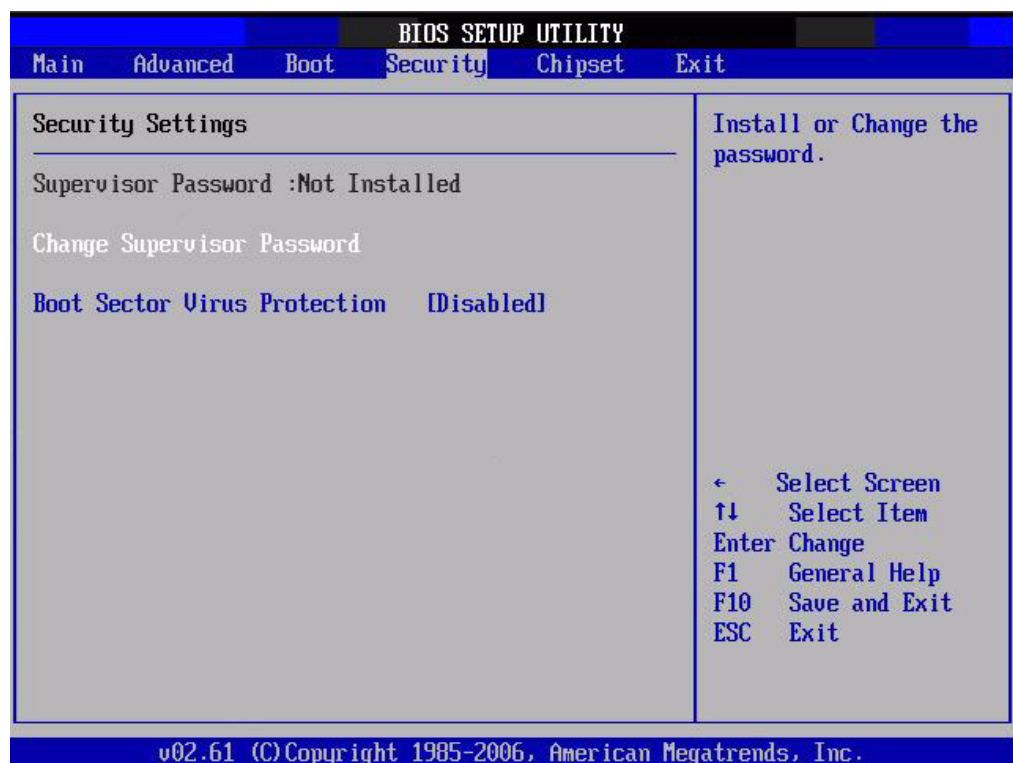 BIOS SETUP UTILITY
Main Advanced Boot Security Chipset Exit
Security Settings
Supervisor Password :Not Installed
Change Supervisor Password
Boot Sector Virus Protection [Disabled]
Install or Change the
password.
← Select Screen
↑↓ Select Item
Enter Change
F1 General Help
F10 Save and Exit
ESC Exit
v02.61 (C)Copyright 1985-2006, American Megatrends, Inc.